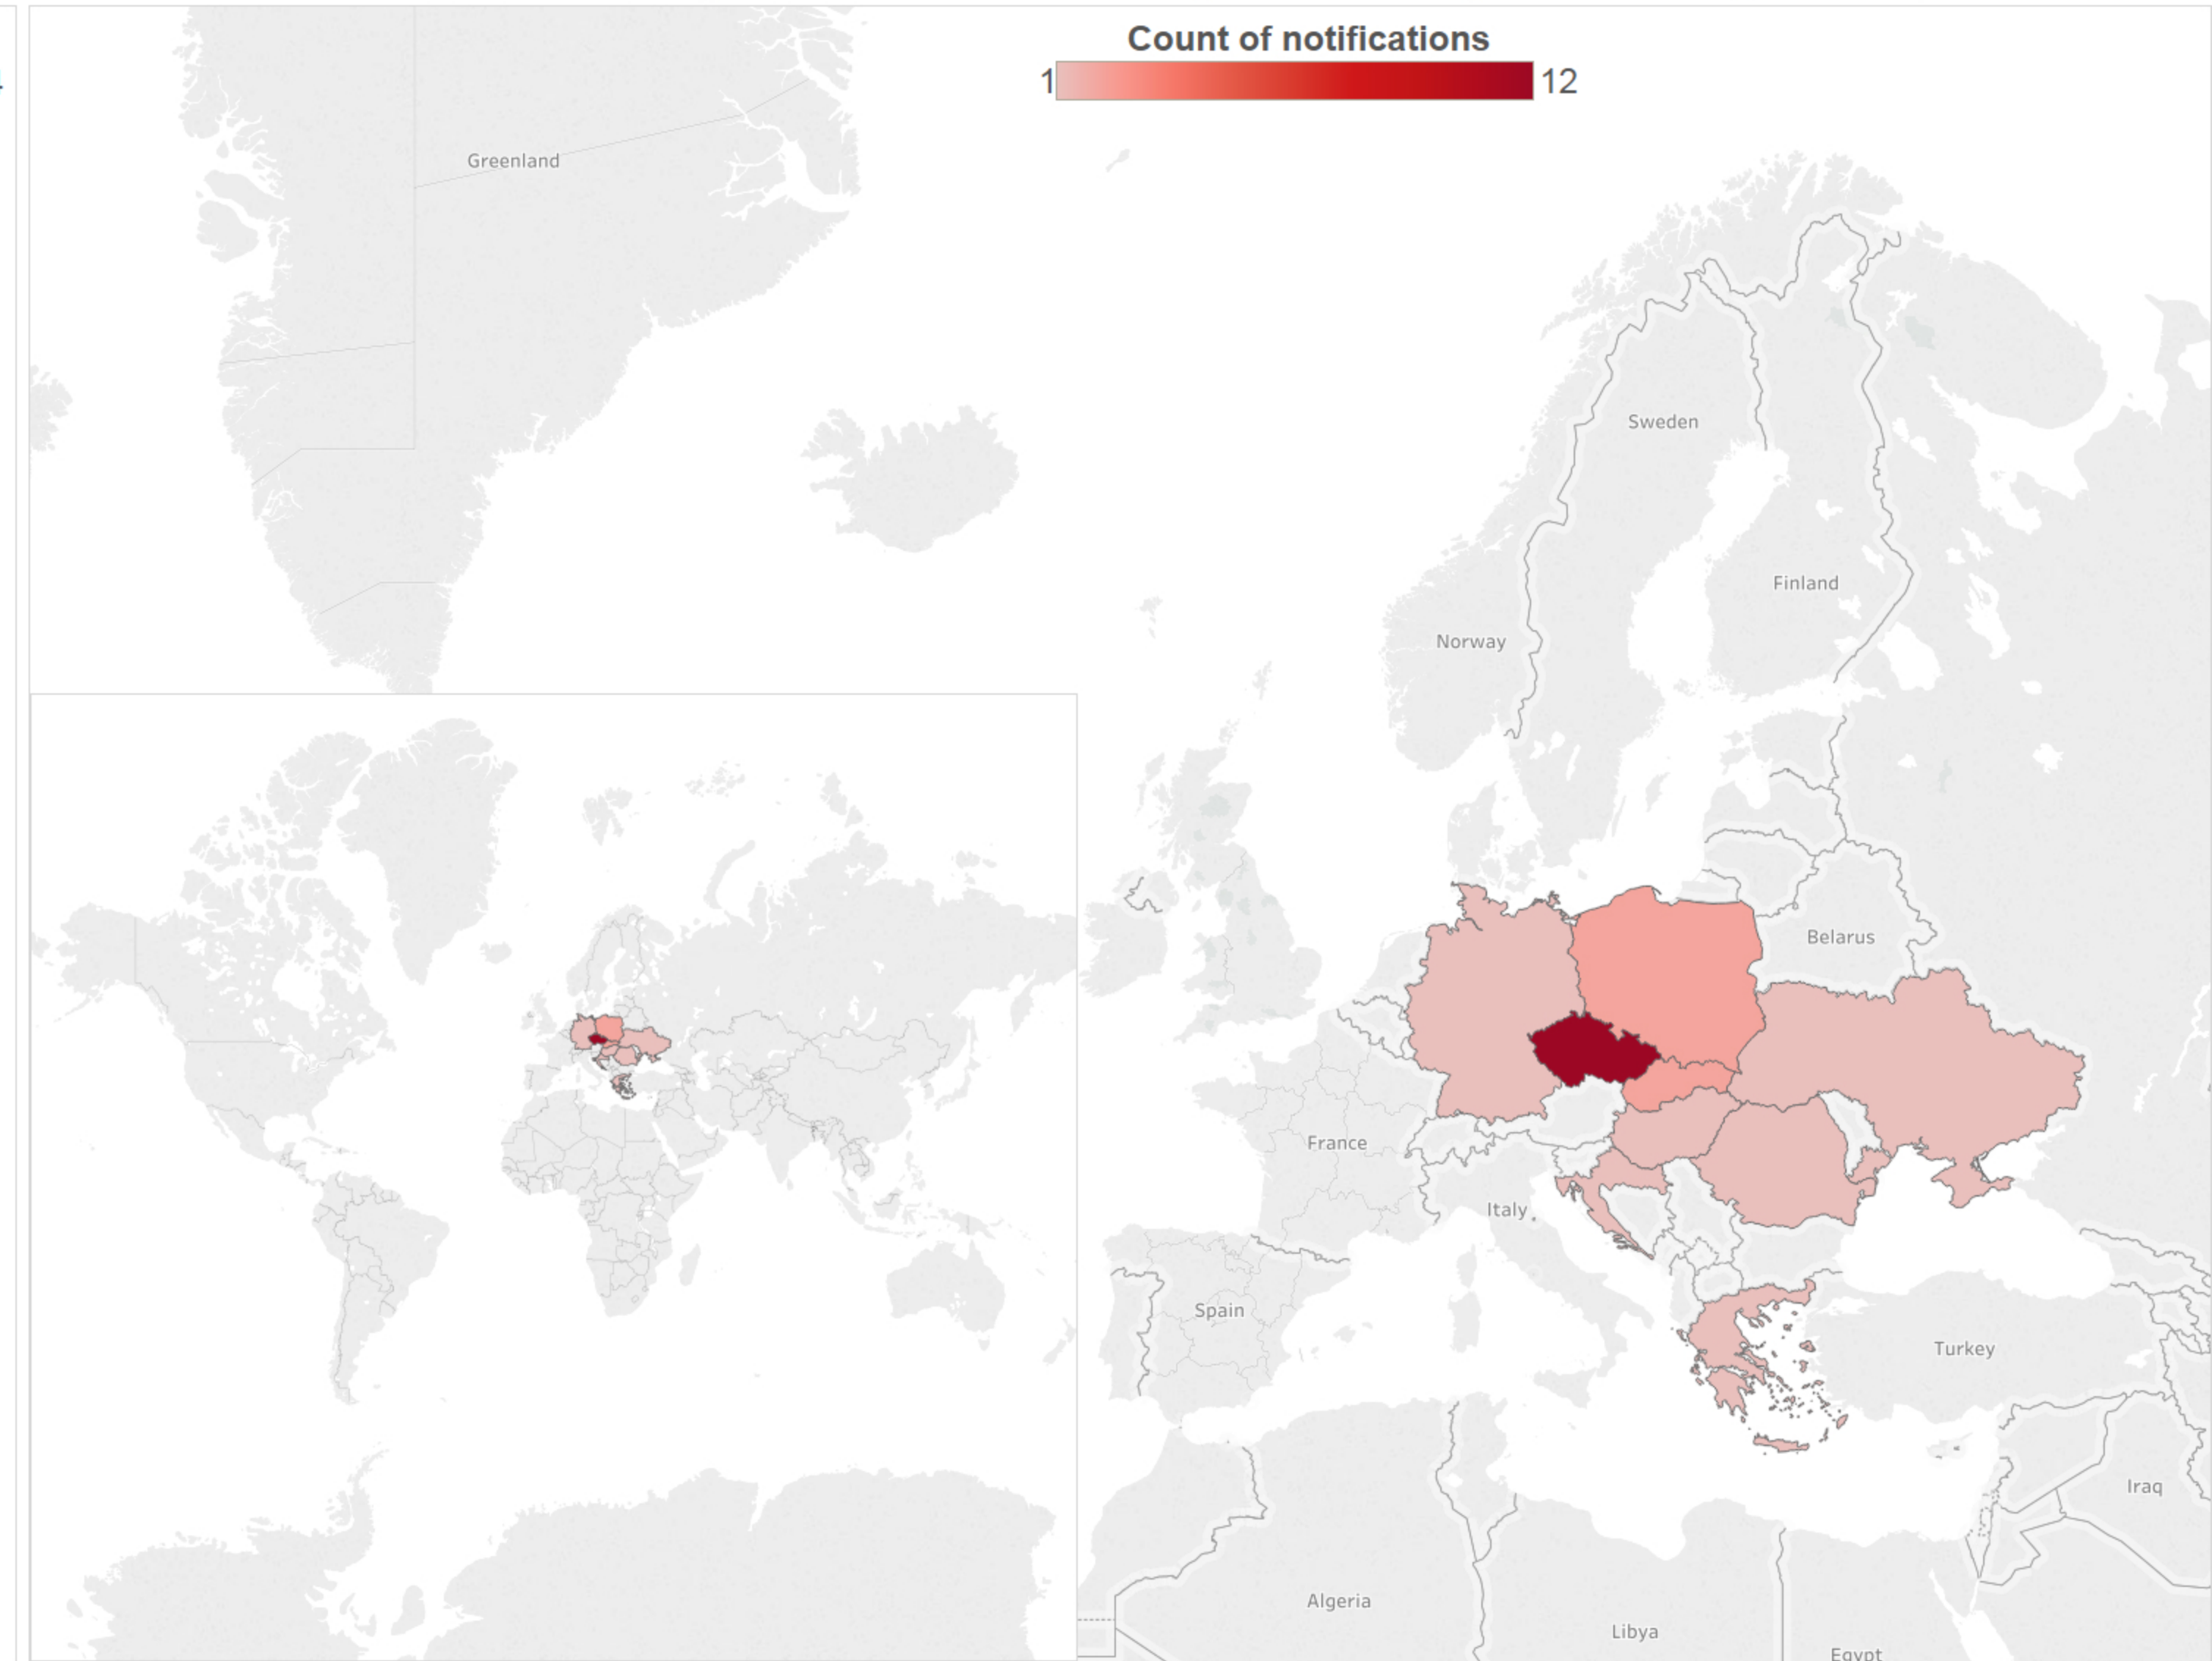 Count of notifications
1 12
Greenland
Sweden
Finland
Norway
Belarus
France
Italy
Spain
Turkey
Iraq
Algeria
Libya
Egypt